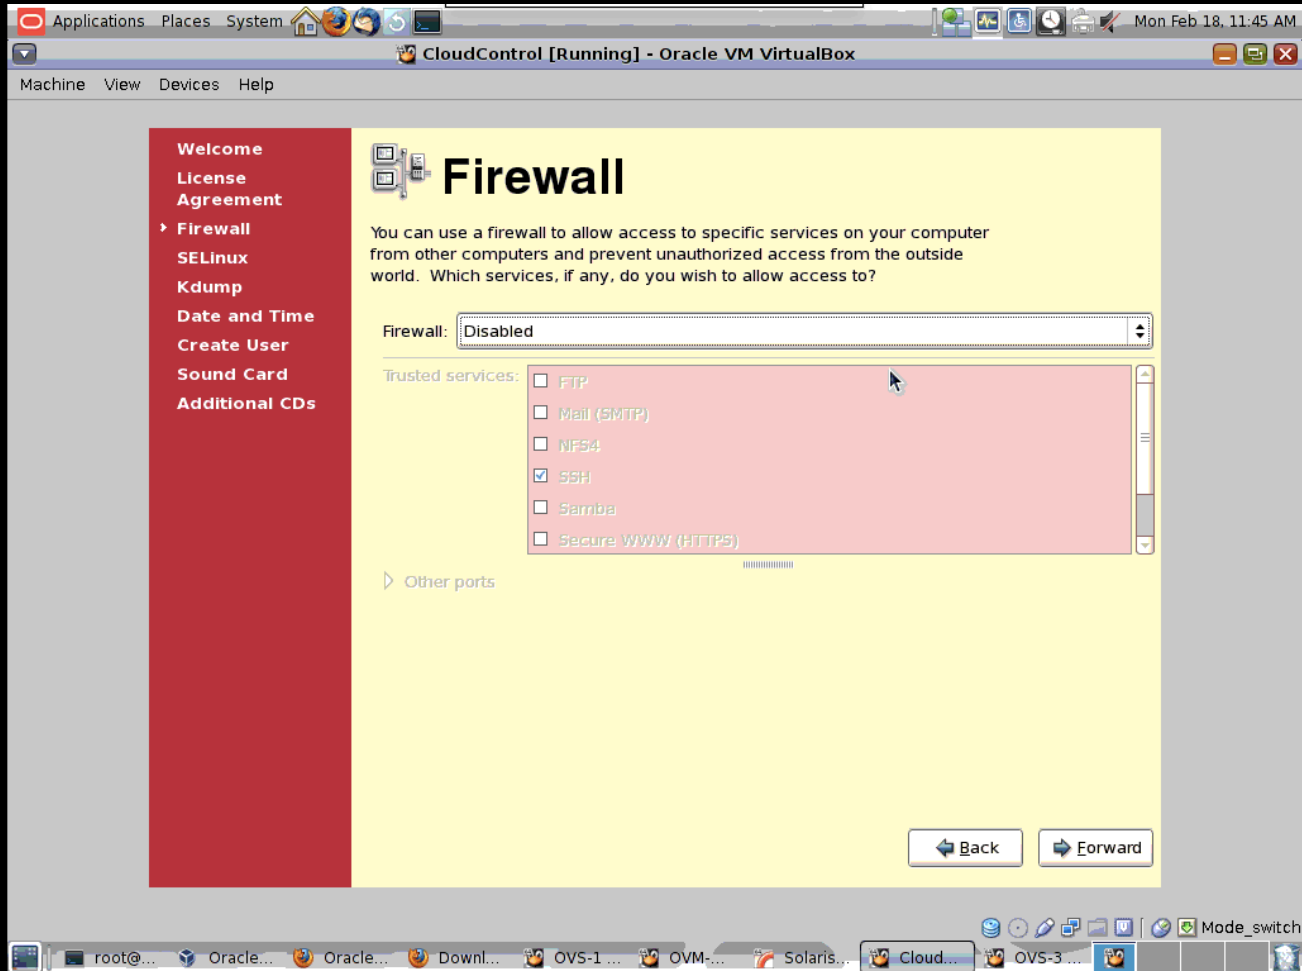 Applications Places System Mon Feb 18, 11:45 AM
CloudControl [Running] - Oracle VM VirtualBox
Machine View Devices Help
Welcome
License
Agreement
Firewall
SELinux
Kdump
Date and Time
Create User
Sound Card
Additional CDs
Firewall
You can use a firewall to allow access to specific services on your computer
from other computers and prevent unauthorized access from the outside
world. Which services, if any, do you wish to allow access to?
Firewall: Disabled
Trusted services:
FTP
Mail (SMTP)
NFS4
SSH
Samba
Secure WWW (HTTPS)
Other ports
Back Forward
Mode_switch
root@... Oracle... Oracle... Downl... OVS-1 ... OVM-... Solaris... Cloud... OVS-3 ...